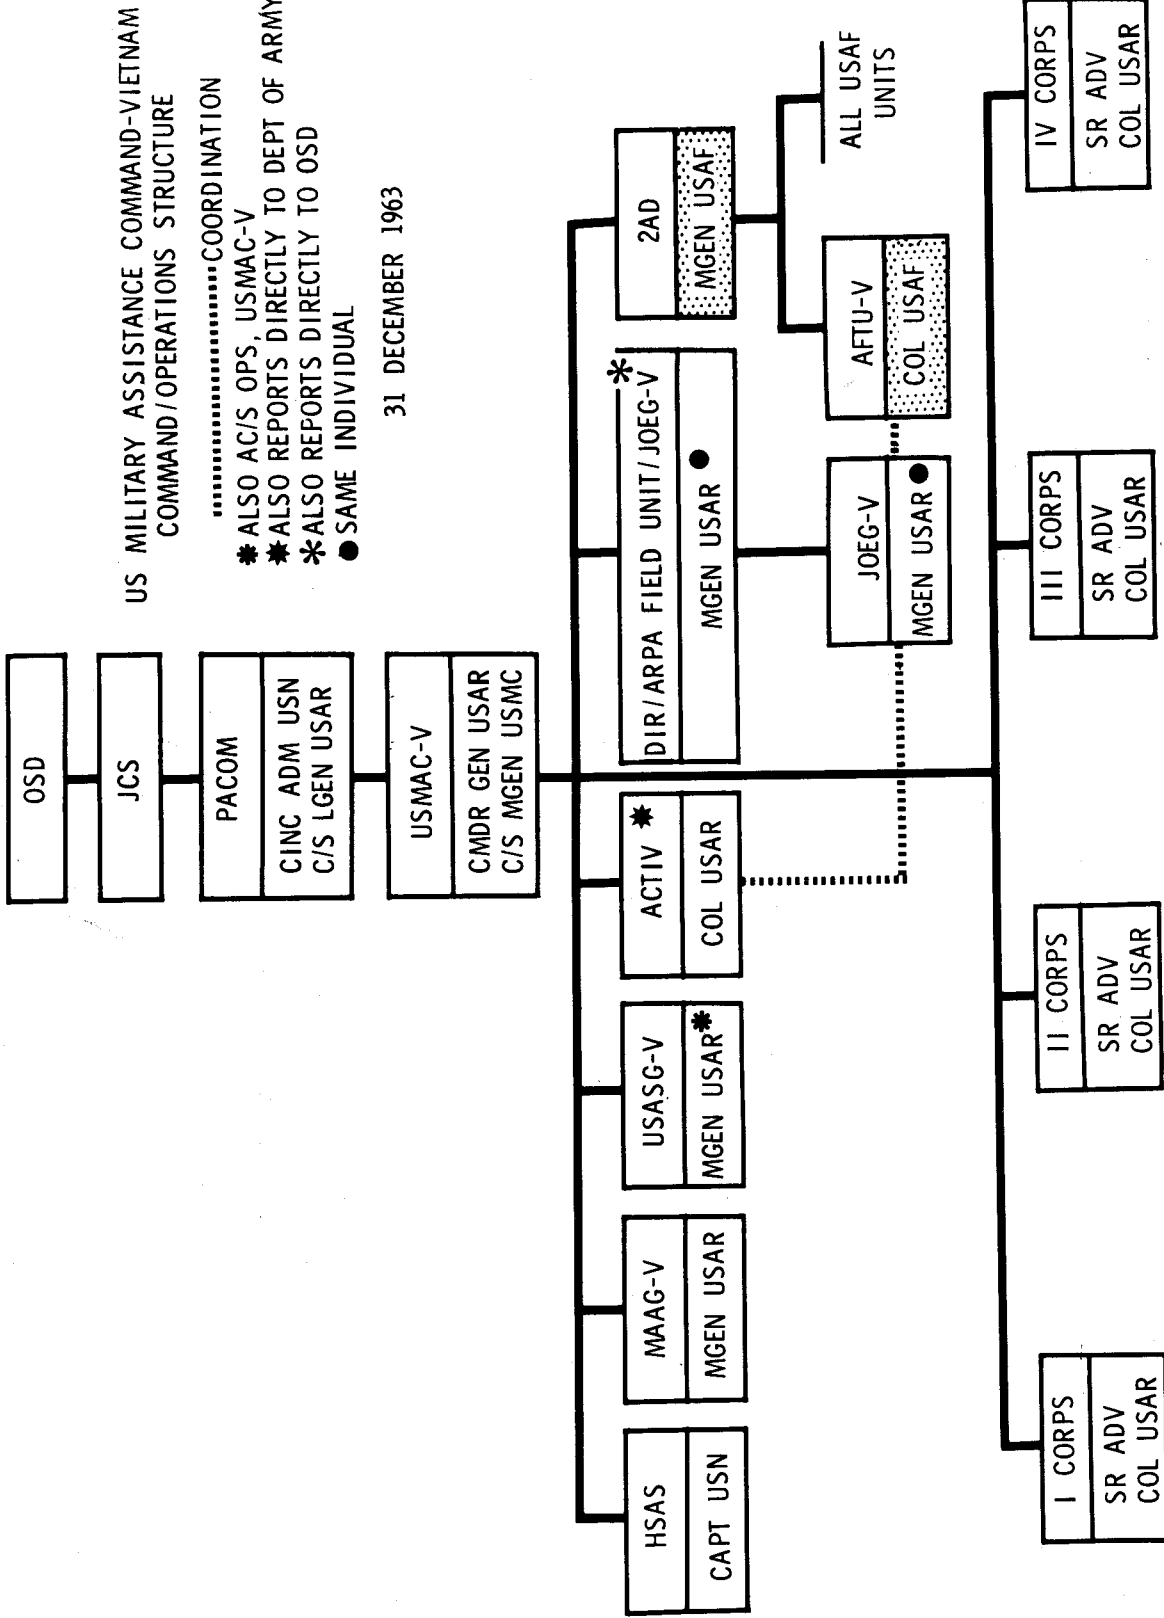 US MILITARY ASSISTANCE COMMAND-VIETNAM
COMMAND/OPERATIONS STRUCTURE
COORDINATION
✱ ALSO AC/S OPS, USMAC-V
✷ ALSO REPORTS DIRECTLY TO DEPT OF ARMY
* ALSO REPORTS DIRECTLY TO OSD
● SAME INDIVIDUAL
31 DECEMBER 1963
OSD
JCS
PACOM
CINC ADM USN
C/S LGEN USAR
USMAC-V
CMDR GEN USAR
C/S MGEN USMC
HSAS
CAPT USN
MAAG-V
MGEN USAR
USASG-V
MGEN USAR ✱
ACTIV ✷
COL USAR
DIR/ARPA FIELD UNIT/JOEG-V *
MGEN USAR ●
2AD
MGEN USAF
JOEG-V
MGEN USAR ●
AFTU-V
COL USAF
ALL USAF
UNITS
I CORPS
SR ADV
COL USAR
II CORPS
SR ADV
COL USAR
III CORPS
SR ADV
COL USAR
IV CORPS
SR ADV
COL USAR